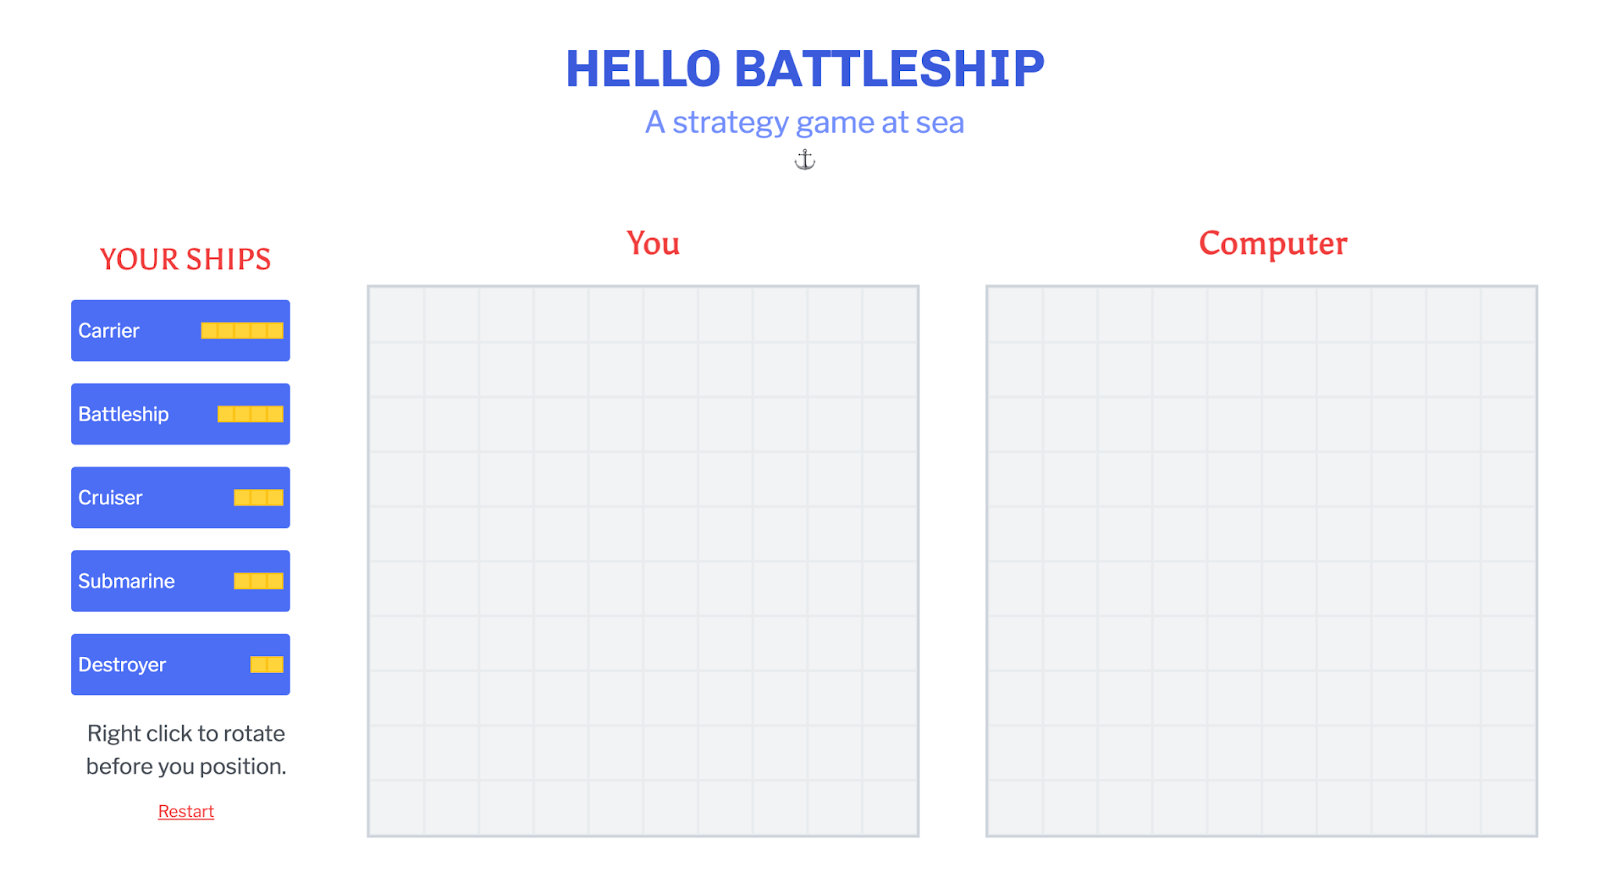 HELLO BATTLESHIP
A strategy game at sea
YOUR SHIPS
Carrier
Battleship
Cruiser
Submarine
Destroyer
Right click to rotate
before you position.
Restart
You
Computer